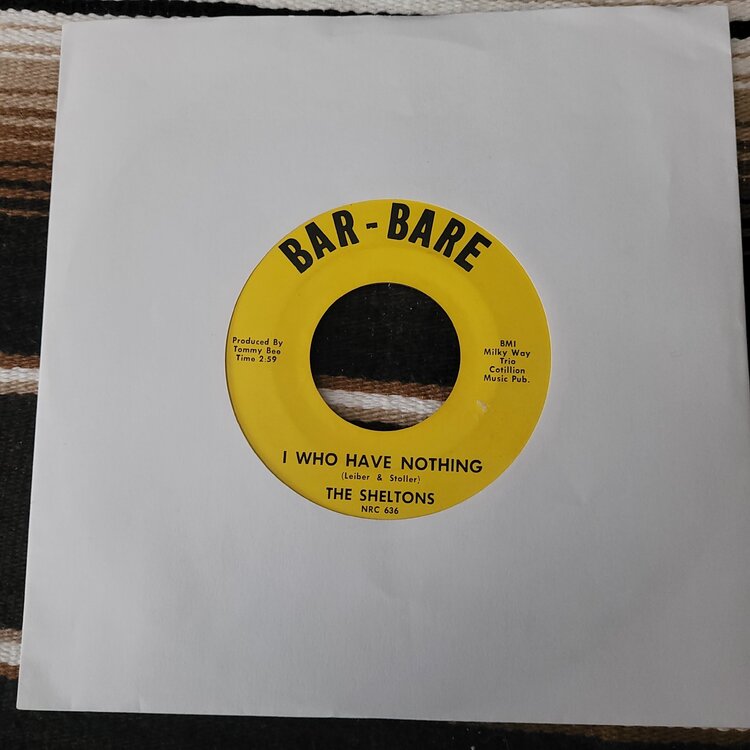 BAR-BARE
Produced By
Tommy Bee
Time 2:59
BMI
Milky Way
Trio
Cotillion
Music Pub.
I WHO HAVE NOTHING
(Leiber & Stoller)
THE SHELTONS
NRC 636